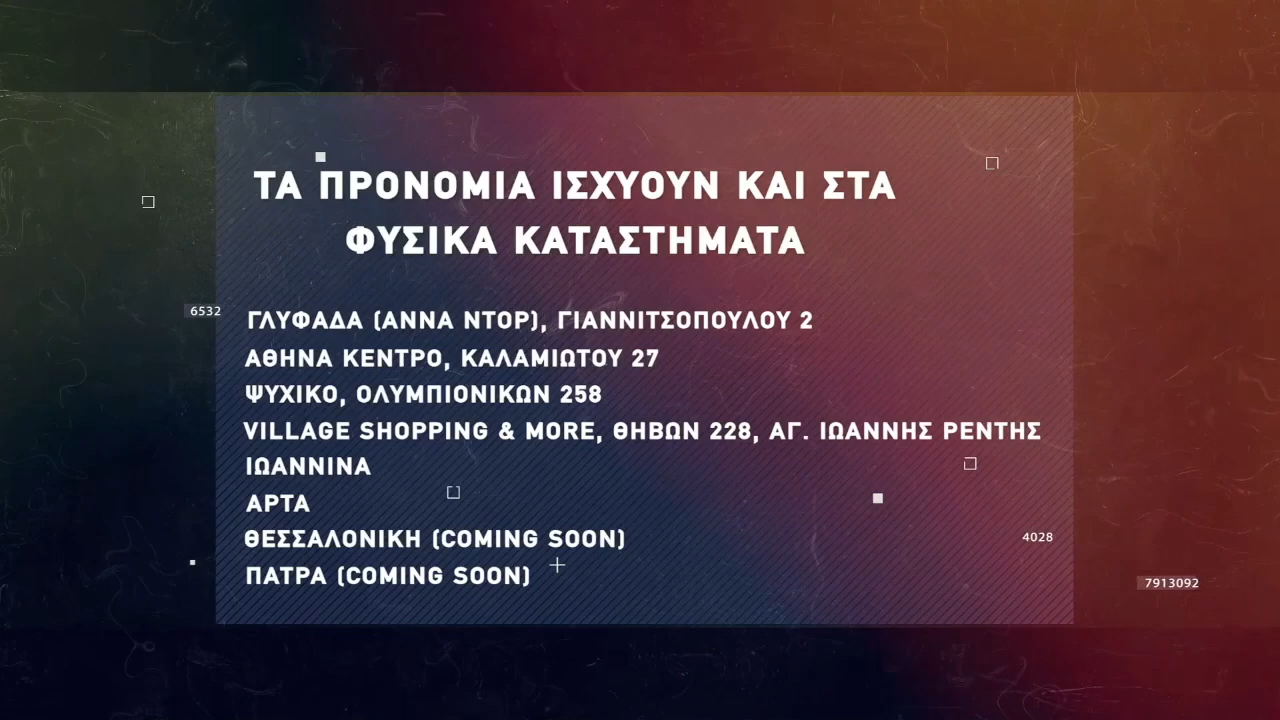 ΤΑ ΠΡΟΝΟΜΙΑ ΙΣΧΥΟΥΝ ΚΑΙ ΣΤΑ
ΦΥΣΙΚΑ ΚΑΤΑΣΤΗΜΑΤΑ
6532
ΓΛΥΦΑΔΑ (ΑΝΝΑ ΝΤΟΡ), ΓΙΑΝΝΙΤΣΟΠΟΥΛΟΥ 2
ΑΘΗΝΑ ΚΕΝΤΡΟ, ΚΑΛΑΜΙΩΤΟΥ 27
ΨΥΧΙΚΟ, ΟΛΥΜΠΙΟΝΙΚΩΝ 258
VILLAGE SHOPPING & MORE, ΘΗΒΩΝ 228, ΑΓ. ΙΩΑΝΝΗΣ ΡΕΝΤΗΣ
ΙΩΑΝΝΙΝΑ
ΑΡΤΑ
ΘΕΣΣΑΛΟΝΙΚΗ (COMING SOON)
4028
ΠΑΤΡΑ (COMING SOON)
7913092